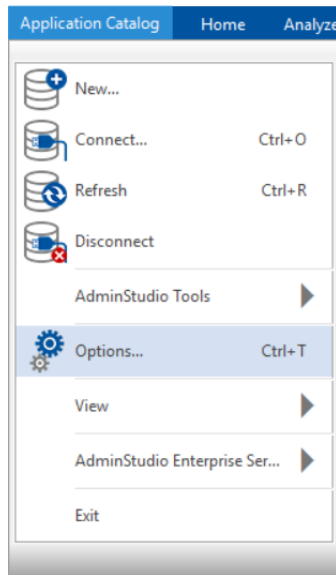 Application Catalog Home Analyze
New...
Connect... Ctrl+O
Refresh Ctrl+R
Disconnect
AdminStudio Tools
Options... Ctrl+T
View
AdminStudio Enterprise Ser...
Exit